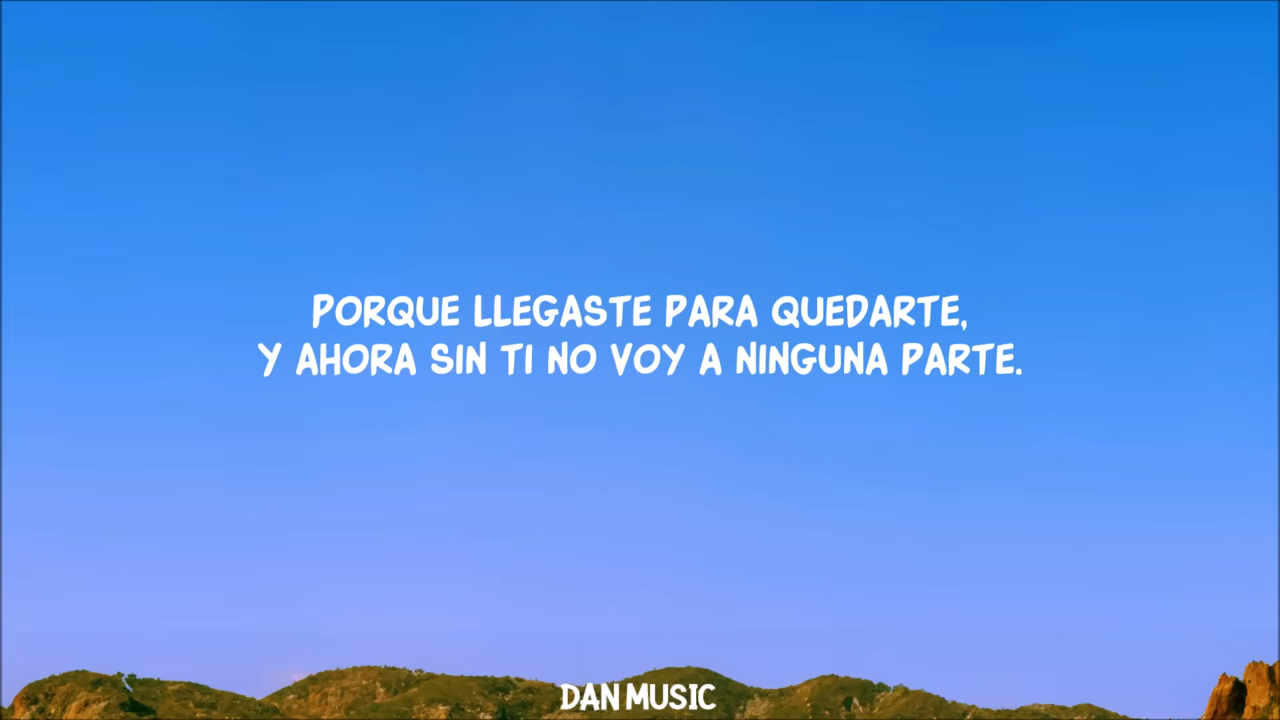 PORQUE LLEGASTE PARA QUEDARTE,
Y AHORA SIN TI NO VOY A NINGUNA PARTE.
DAN MUSIC